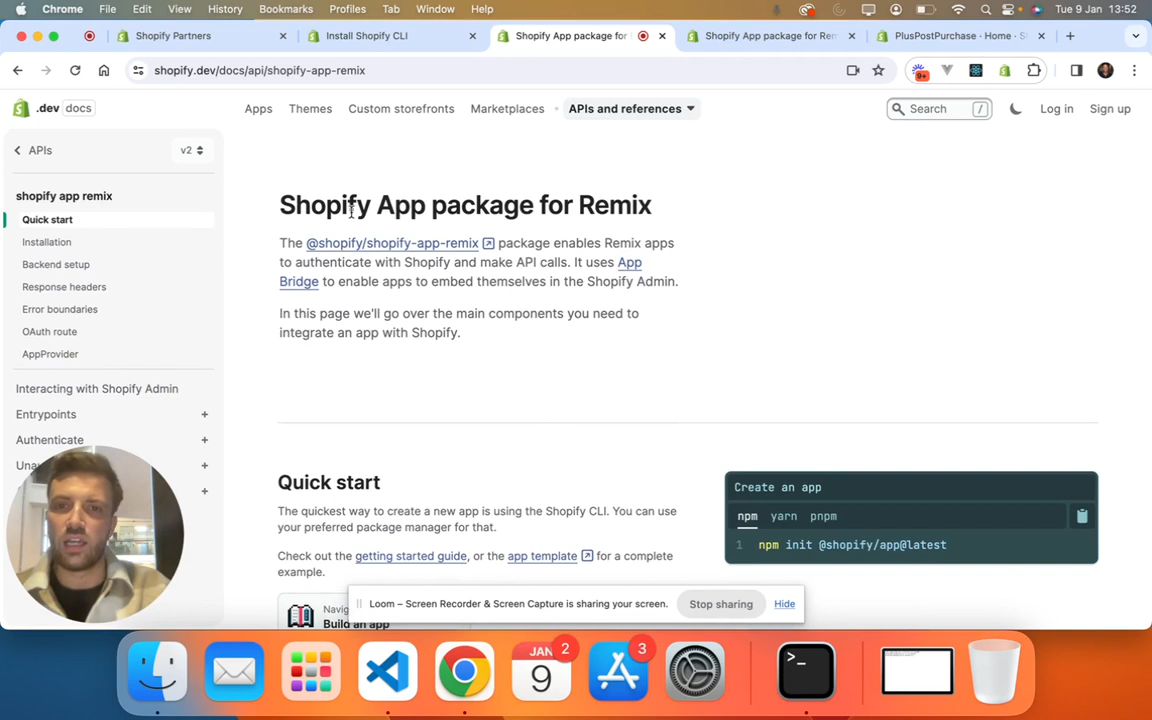 Chrome File Edit View History Bookmarks Profiles Tab Window Help Tue 9 Jan 13:52
Shopify Partners
Install Shopify CLI
Shopify App package for
Shopify App package for Rem
PlusPostPurchase · Home · S
shopify.dev/docs/api/shopify-app-remix
9+
.dev docs
Apps Themes Custom storefronts Marketplaces APIs and references
Search /
Log in Sign up
APIs
v2
shopify app remix
Quick start
Installation
Backend setup
Response headers
Error boundaries
OAuth route
AppProvider
Interacting with Shopify Admin
Entrypoints +
Authenticate +
Una +
+
Shopify App package for Remix
The @shopify/shopify-app-remix package enables Remix apps
to authenticate with Shopify and make API calls. It uses App
Bridge to enable apps to embed themselves in the Shopify Admin.
In this page we'll go over the main components you need to
integrate an app with Shopify.
Quick start
The quickest way to create a new app is using the Shopify CLI. You can use
your preferred package manager for that.
Check out the getting started guide, or the app template for a complete
example.
Navig
Build an app
Create an app
npm yarn pnpm
1 npm init @shopify/app@latest
Loom – Screen Recorder & Screen Capture is sharing your screen. Stop sharing Hide
JAN
9
2
3
>_